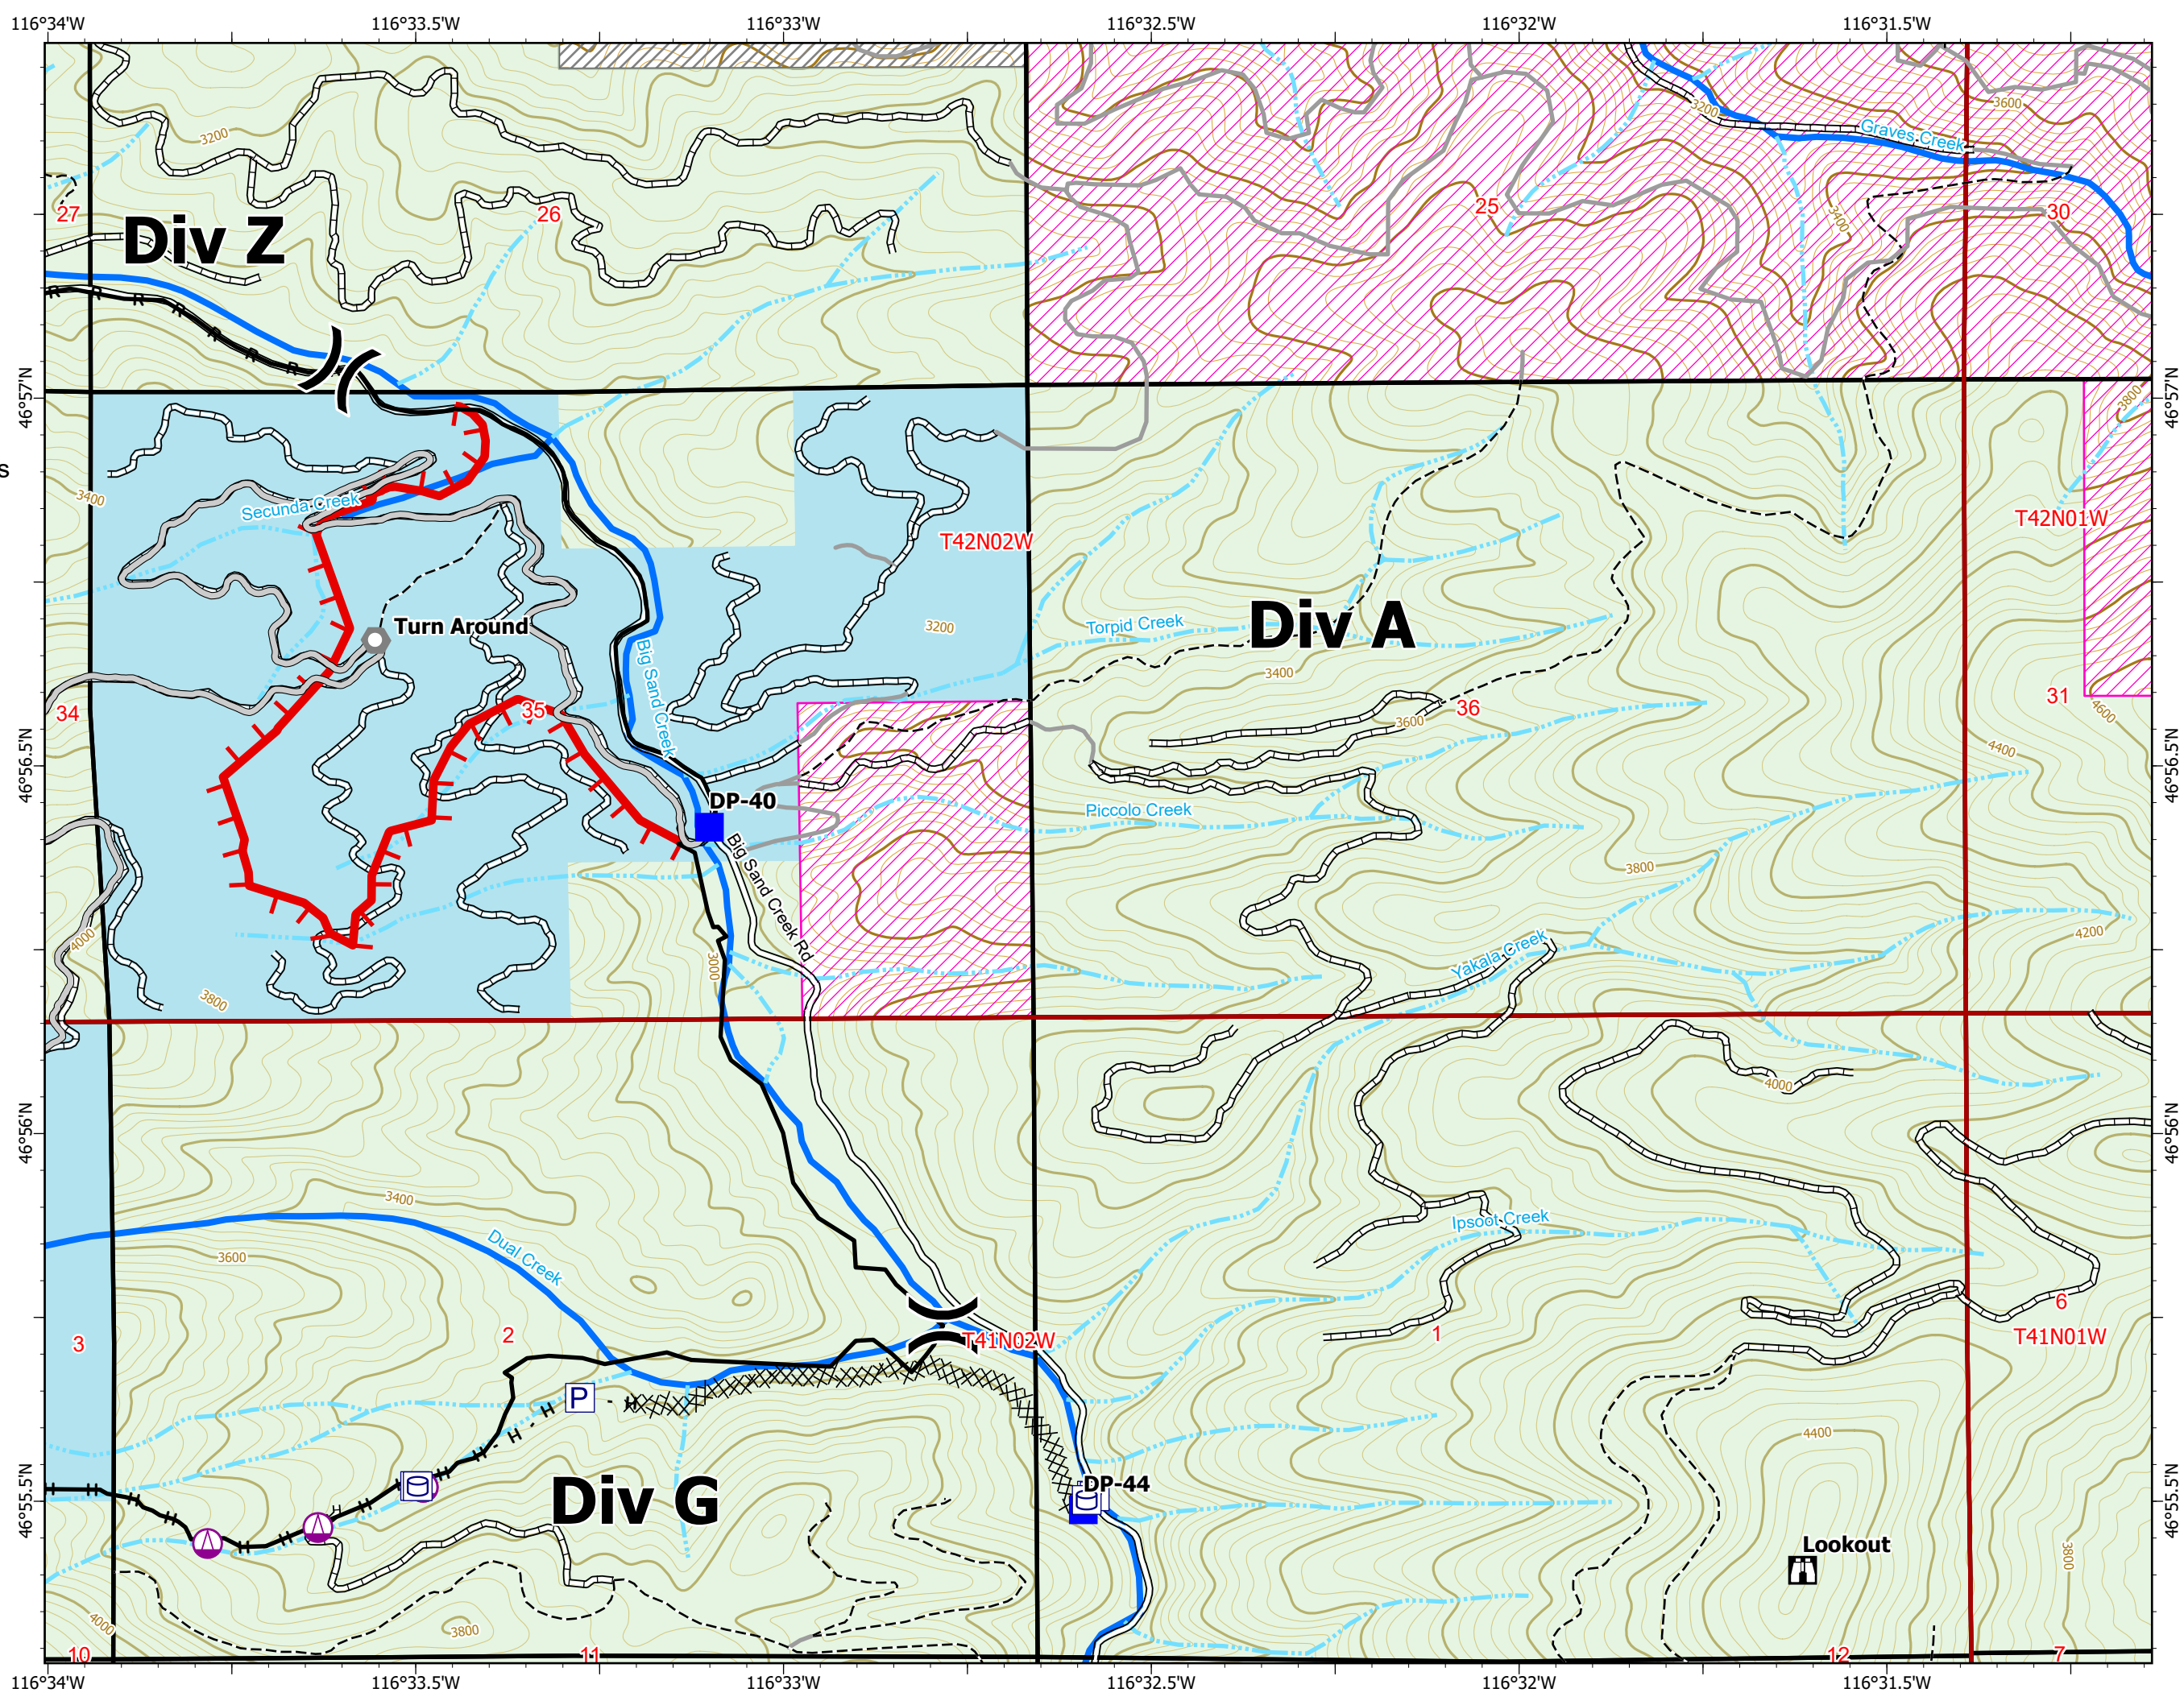 116°34'W 116°33.5'W 116°33'W 116°32.5'W 116°32'W 116°31.5'W
3200
3600
3200
Graves Creek
27
26
25
30
Div Z
3400
R R R R R R R
46°57'N
46°57'N
3800
S
3400
Secunda Creek
T42N02W
T42N01W
Turn Around
3200
Torpid Creek
Div A
Big Sand Creek
3400
34
35
36
31
3600
4600
4400
46°56.5'N
46°56.5'N
DP-40
Piccolo Creek
Big Sand Creek Rd
3800
4000
3000
Yakala Creek
4200
3800
4000
46°56'N
46°56'N
3400
Dual Creek
Ipsoot Creek
3600
6
3
2
T41N02W
1
T41N01W
P
H
H
H
4400
DP-44
46°55.5'N
46°55.5'N
H H H H H H H H H
Div G
Lookout
3800
4000
3800
10
11
12
7
116°34'W 116°33.5'W 116°33'W 116°32.5'W 116°32'W 116°31.5'W